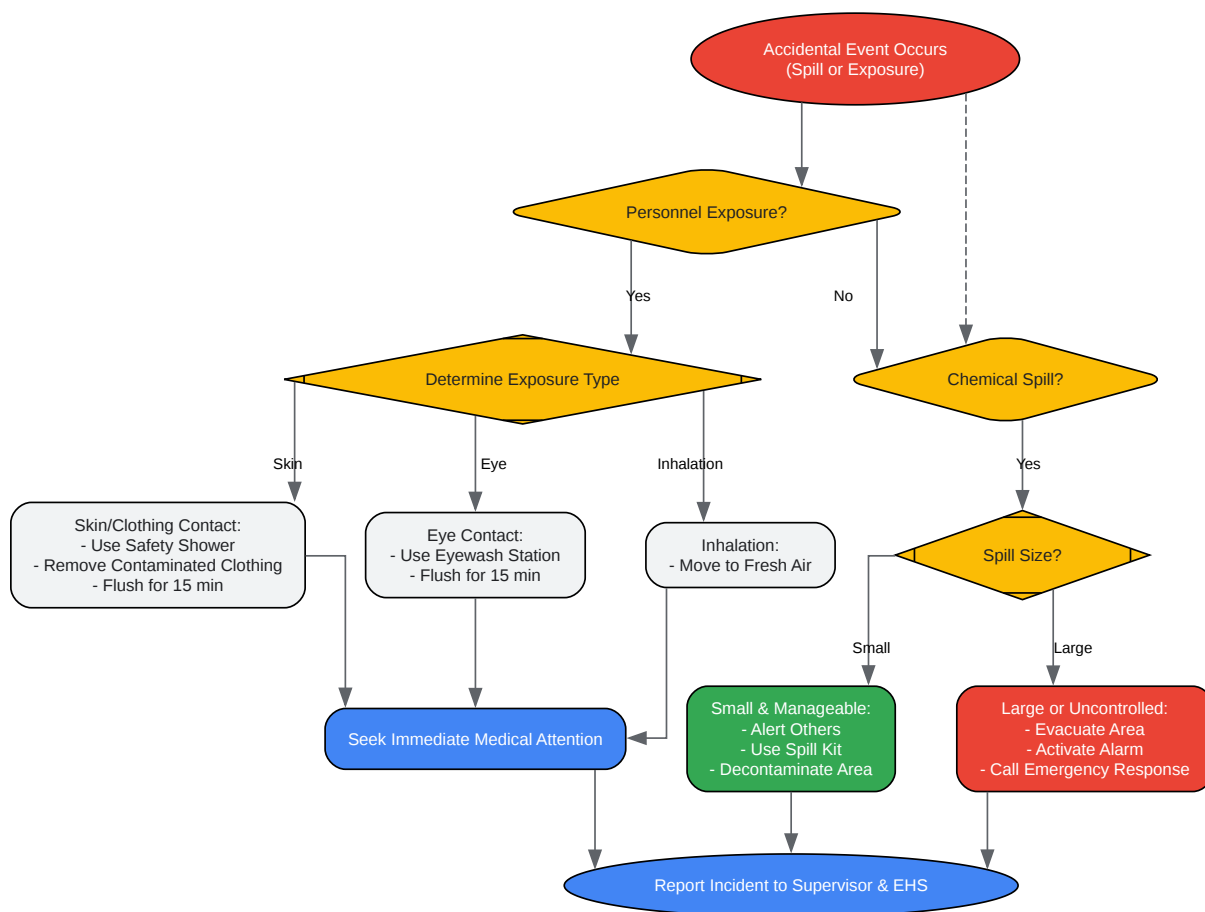 Accidental Event Occurs
(Spill or Exposure)
Personnel Exposure?
Yes
No
Determine Exposure Type
Chemical Spill?
Skin
Eye
Inhalation
Yes
Skin/Clothing Contact:
- Use Safety Shower
- Remove Contaminated Clothing
- Flush for 15 min
Eye Contact:
- Use Eyewash Station
- Flush for 15 min
Inhalation:
- Move to Fresh Air
Spill Size?
Small
Large
Seek Immediate Medical Attention
Small & Manageable:
- Alert Others
- Use Spill Kit
- Decontaminate Area
Large or Uncontrolled:
- Evacuate Area
- Activate Alarm
- Call Emergency Response
Report Incident to Supervisor & EHS